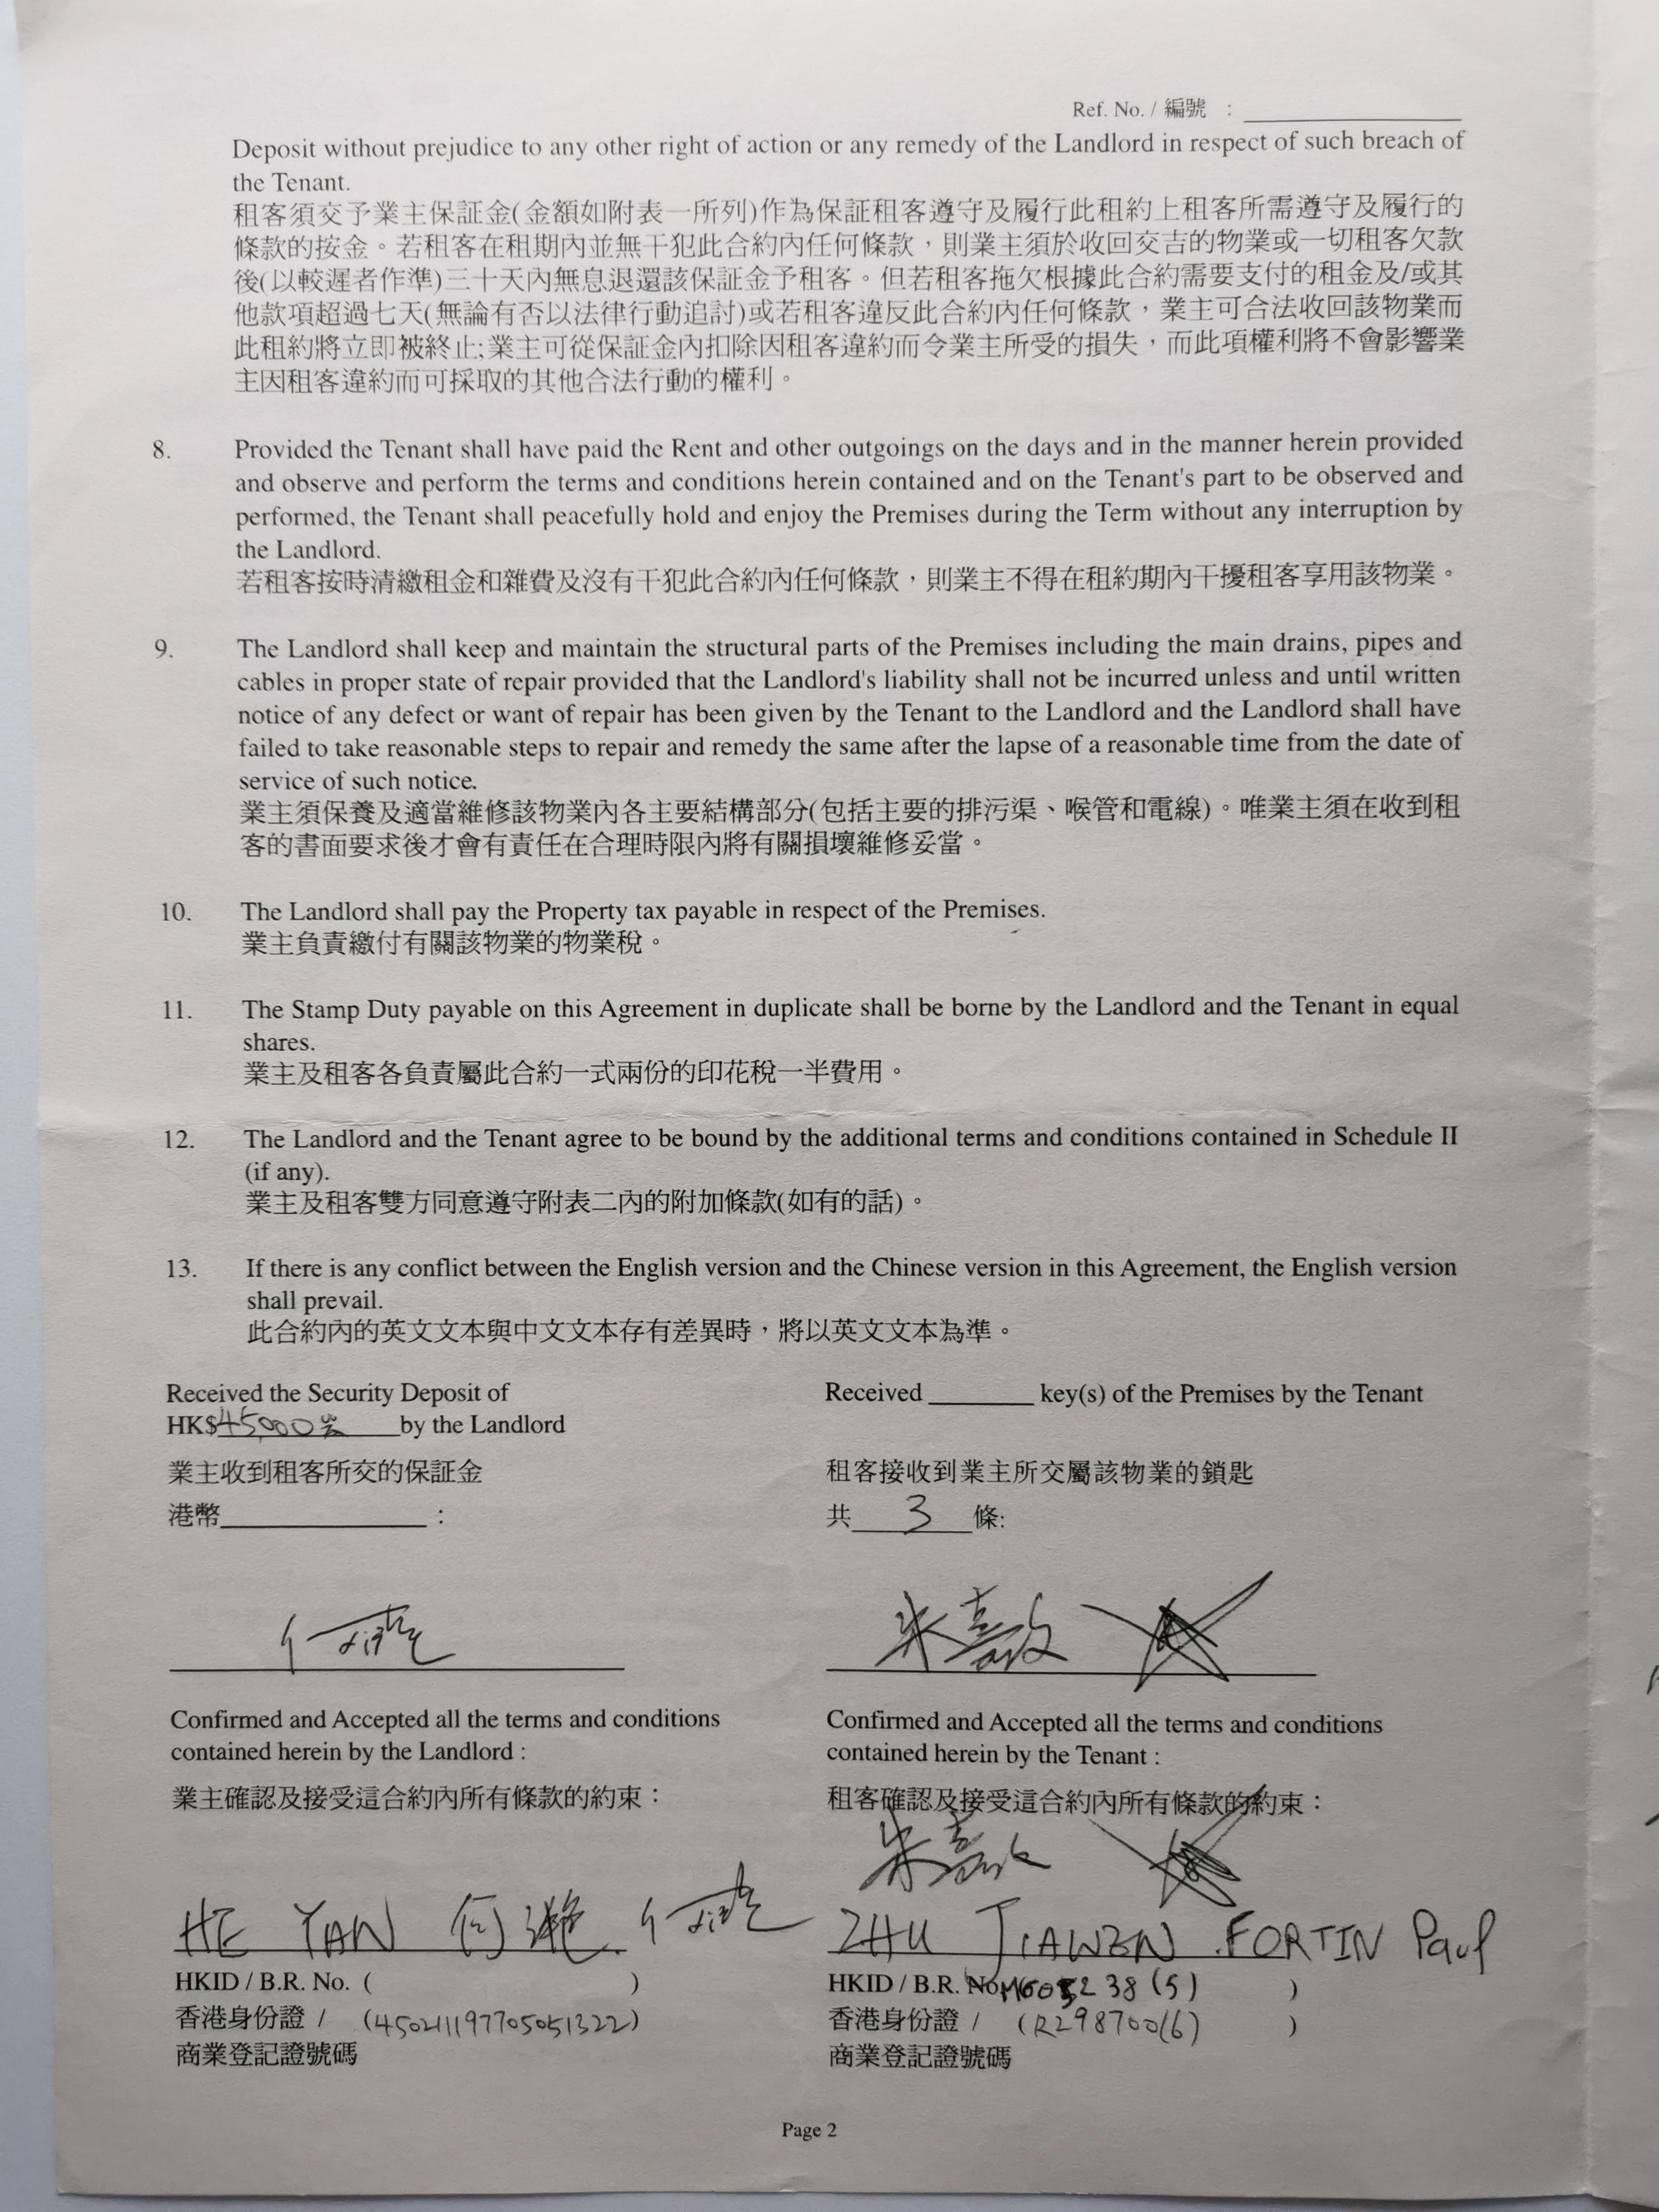 Ref. No. / 編號 :
Deposit without prejudice to any other right of action or any remedy of the Landlord in respect of such breach of
the Tenant.
租客須交予業主保証金(金額如附表一所列)作為保証租客遵守及履行此租約上租客所需遵守及履行的
條款的按金。若租客在租期內並無干犯此合約內任何條款，則業主須於收回交吉的物業或一切租客欠款
後(以較遲者作準)三十天內無息退還該保証金予租客。但若租客拖欠根據此合約需要支付的租金及/或其
他款項超過七天(無論有否以法律行動追討)或若租客違反此合約內任何條款，業主可合法收回該物業而
此租約將立即被終止;業主可從保証金內扣除因租客違約而令業主所受的損失，而此項權利將不會影響業
主因租客違約而可採取的其他合法行動的權利。
8. Provided the Tenant shall have paid the Rent and other outgoings on the days and in the manner herein provided
and observe and perform the terms and conditions herein contained and on the Tenant's part to be observed and
performed, the Tenant shall peacefully hold and enjoy the Premises during the Term without any interruption by
the Landlord.
若租客按時清繳租金和雜費及沒有干犯此合約內任何條款，則業主不得在租約期內干擾租客享用該物業。
9. The Landlord shall keep and maintain the structural parts of the Premises including the main drains, pipes and
cables in proper state of repair provided that the Landlord's liability shall not be incurred unless and until written
notice of any defect or want of repair has been given by the Tenant to the Landlord and the Landlord shall have
failed to take reasonable steps to repair and remedy the same after the lapse of a reasonable time from the date of
service of such notice.
業主須保養及適當維修該物業內各主要結構部分(包括主要的排污渠、喉管和電線)。唯業主須在收到租
客的書面要求後才會有責任在合理時限內將有關損壞維修妥當。
10. The Landlord shall pay the Property tax payable in respect of the Premises.
業主負責繳付有關該物業的物業稅。
11. The Stamp Duty payable on this Agreement in duplicate shall be borne by the Landlord and the Tenant in equal
shares.
業主及租客各負責屬此合約一式兩份的印花稅一半費用。
12. The Landlord and the Tenant agree to be bound by the additional terms and conditions contained in Schedule II
(if any).
業主及租客雙方同意遵守附表二內的附加條款(如有的話)。
13. If there is any conflict between the English version and the Chinese version in this Agreement, the English version
shall prevail.
此合約內的英文文本與中文文本存有差異時，將以英文文本為準。
Received the Security Deposit of
HK$45,000 by the Landlord
業主收到租客所交的保証金
港幣 :
Received key(s) of the Premises by the Tenant
租客接收到業主所交屬該物業的鎖匙
共 3 條:
Confirmed and Accepted all the terms and conditions
contained herein by the Landlord :
業主確認及接受這合約內所有條款的約束：
HE YAN 何滟
HKID / B.R. No. ( )
香港身份證 / (450211197705051322)
商業登記證號碼
Confirmed and Accepted all the terms and conditions
contained herein by the Tenant :
租客確認及接受這合約內所有條款的約束：
ZHU JIAWEN FORTIN Paul
HKID / B.R. No. )
香港身份證 / (R298700(6) )
商業登記證號碼
Page 2